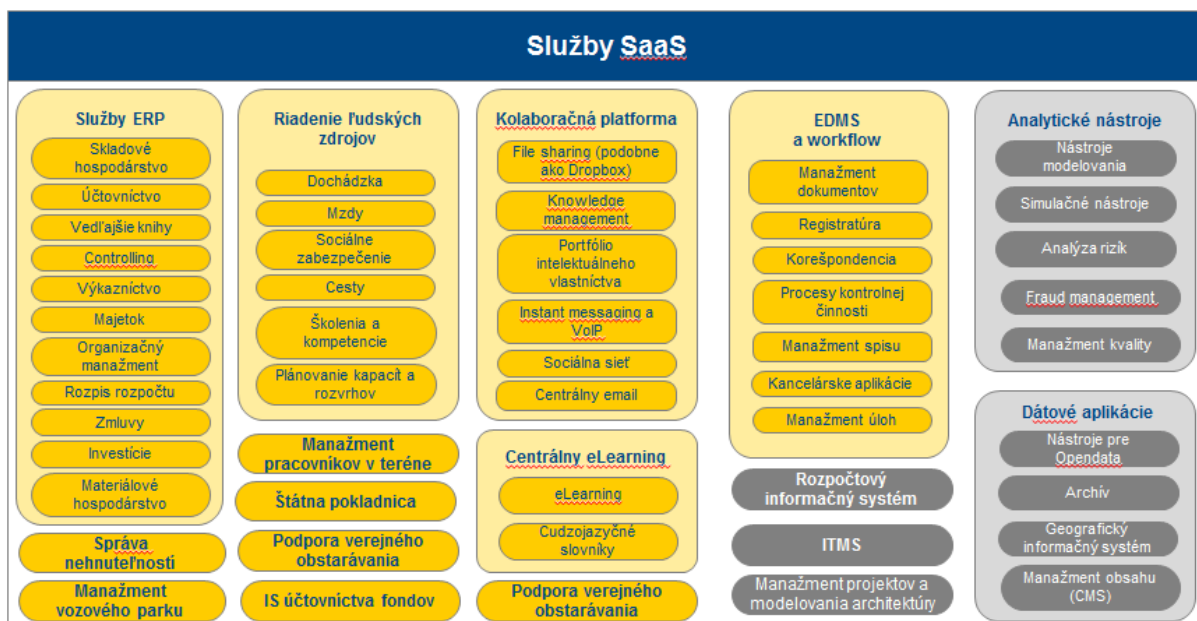 Služby SaaS
Služby ERP
Skladové
hospodárstvo
Účtovníctvo
Vedľajšie knihy
Controlling
Výkazníctvo
Majetok
Organizačný
manažment
Rozpis rozpočtu
Zmluvy
Investície
Materiálové
hospodárstvo
Správa
nehnuteľností
Manažment
vozového parku
Riadenie ľudských
zdrojov
Dochádzka
Mzdy
Sociálne
zabezpečenie
Cesty
Školenia a
kompetencie
Plánovanie kapacít a
rozvrhov
Manažment
pracovníkov v teréne
Štátna pokladnica
Podpora verejného
obstarávania
IS účtovníctva fondov
Kolaboračná platforma
File sharing (podobne
ako Dropbox)
Knowledge
management
Portfólio
intelektuálneho
vlastníctva
Instant messaging a
VoIP
Sociálna sieť
Centrálny email
Centrálny eLearning
eLearning
Cudzojazyčné
slovníky
Podpora verejného
obstarávania
EDMS
a workflow
Manažment
dokumentov
Registratúra
Korešpondencia
Procesy kontrolnej
činnosti
Manažment spisu
Kancelárske aplikácie
Manažment úloh
Rozpočtový
informačný systém
ITMS
Manažment projektov a
modelovania architektúry
Analytické nástroje
Nástroje
modelovania
Simulačné nástroje
Analýza rizík
Fraud management
Manažment kvality
Dátové aplikácie
Nástroje pre
Opendata
Archív
Geografický
informačný systém
Manažment obsahu
(CMS)